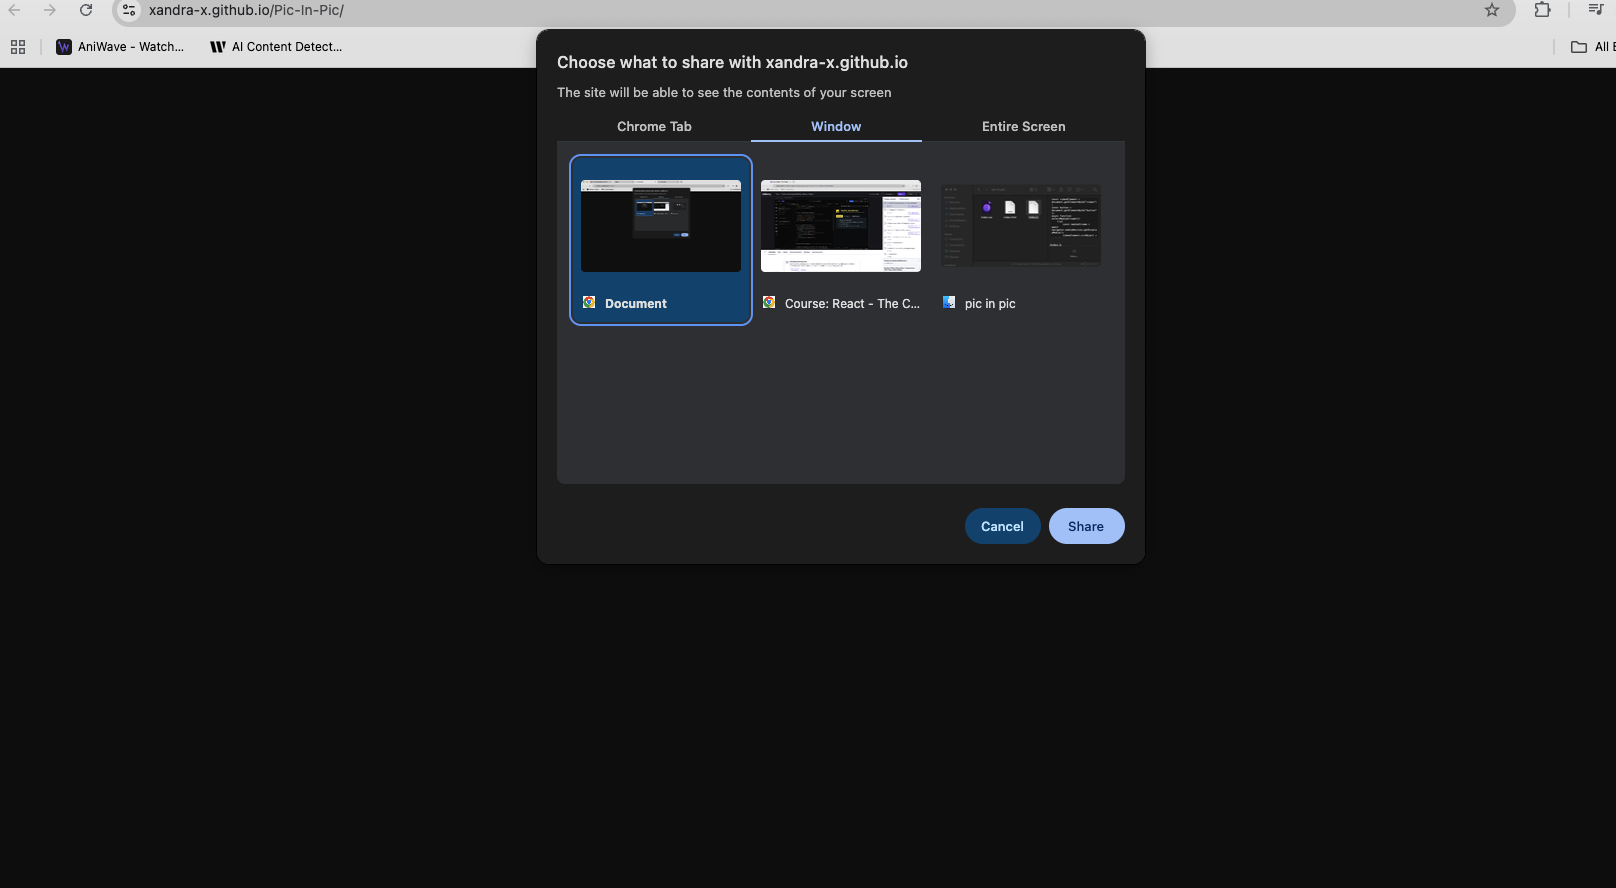 xandra-x.github.io/Pic-In-Pic/
AniWave - Watch...
AI Content Detect...
All
Choose what to share with xandra-x.github.io
The site will be able to see the contents of your screen
Chrome Tab
Window
Entire Screen
Document
Course: React - The C...
pic in pic
Cancel
Share